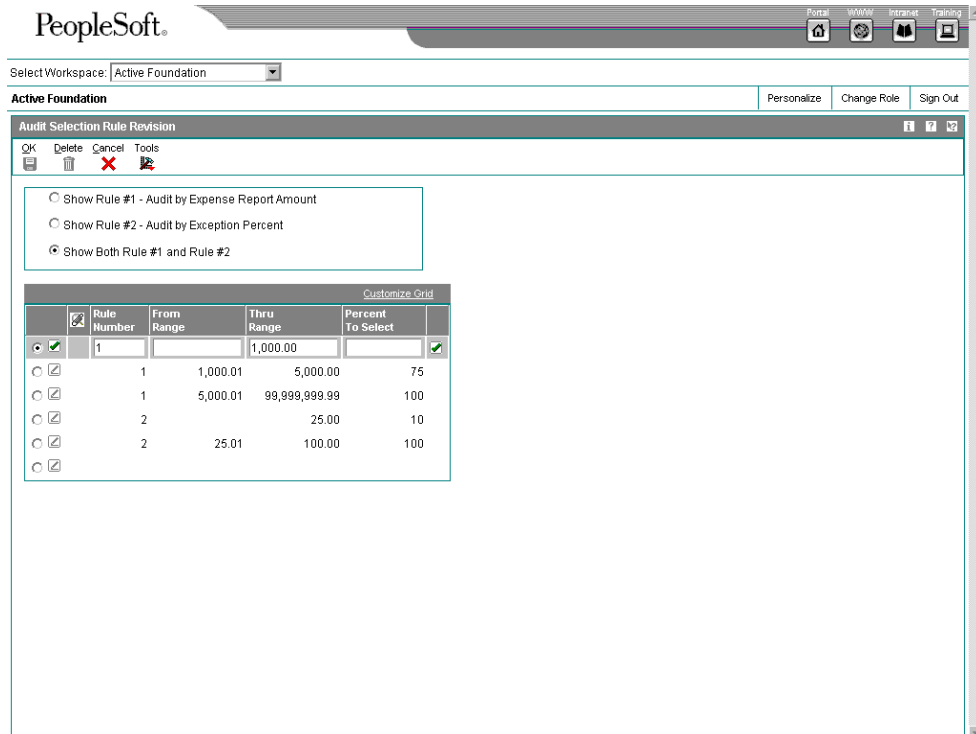 Portal WWW Intranet Training
PeopleSoft.
Select Workspace: Active Foundation
Active Foundation Personalize Change Role Sign Out
Audit Selection Rule Revision i ? ?
OK Delete Cancel Tools
Show Rule #1 - Audit by Expense Report Amount
Show Rule #2 - Audit by Exception Percent
Show Both Rule #1 and Rule #2
Customize Grid
Rule Number From Range Thru Range Percent To Select
1 1,000.00
1 1,000.01 5,000.00 75
1 5,000.01 99,999,999.99 100
2 25.00 10
2 25.01 100.00 100